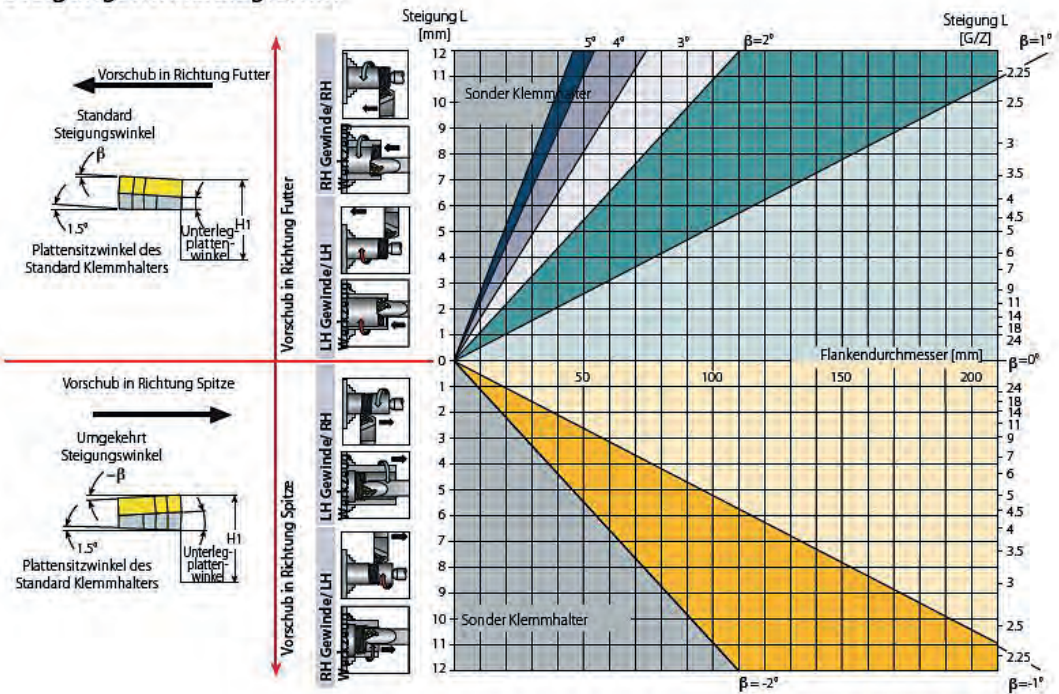 Vorschub in Richtung Futter
Standard
Steigungswinkel
β
1.5°
H1
Unterleg-
platten-
winkel
Plattensitzwinkel des
Standard Klemmhalters
Vorschub in Richtung Spitze
Umgekehrt
Steigungswinkel
-β
1.5°
H1
Unterleg-
platten-
winkel
Plattensitzwinkel des
Standard Klemmhalters
Vorschub in Richtung Futter
Vorschub in Richtung Spitze
RH Gewinde/ RH
LH Gewinde/ LH
LH Gewinde/ RH
RH Gewinde/ LH
Steigung L
[mm]
12
11
10
9
8
7
6
5
4
3
2
1
0
1
2
3
4
5
6
7
8
9
10
11
12
5° 4° 3° β=2°
Sonder Klemmhalter
Steigung L
[G/Z]
β=1°
2.25
2.5
3
3.5
4
4.5
5
6
7
9
11
14
18
24
Flankendurchmesser [mm]
β=0°
50 100 150 200
24
18
14
11
9
7
6
5
4.5
4
3.5
3
2.5
2.25
Sonder Klemmhalter
β=-2°
β=-1°